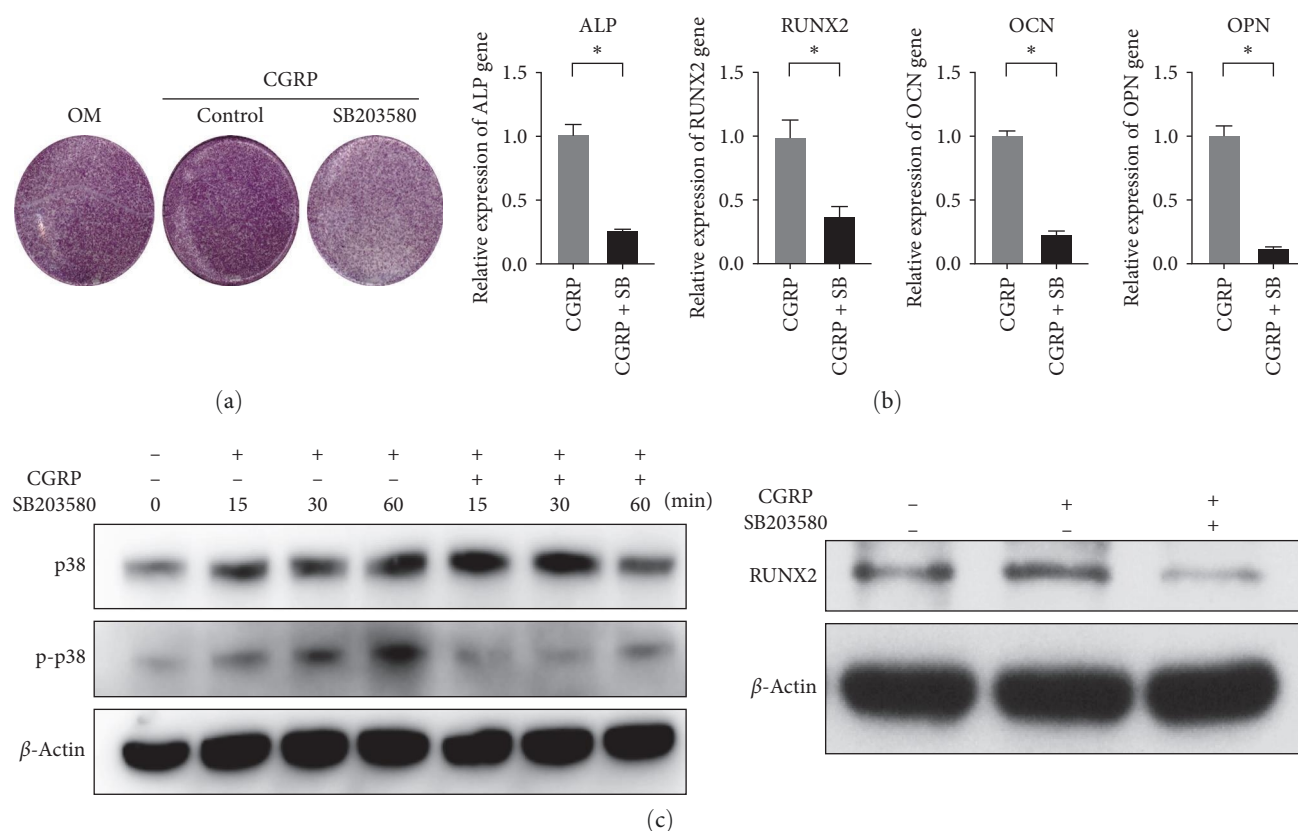 CGRP
OM Control SB203580
(a)
ALP
*
Relative expression of ALP gene
1.5
1.0
0.5
0.0
CGRP
CGRP + SB
RUNX2
*
Relative expression of RUNX2 gene
1.5
1.0
0.5
0.0
CGRP
CGRP + SB
OCN
*
Relative expression of OCN gene
1.5
1.0
0.5
0.0
CGRP
CGRP + SB
OPN
*
Relative expression of OPN gene
1.5
1.0
0.5
0.0
CGRP
CGRP + SB
(b)
– + + + + + +
CGRP – – – – + + +
SB203580 0 15 30 60 15 30 60 (min)
p38
p-p38
β-Actin
CGRP – + +
SB203580 – – +
RUNX2
β-Actin
(c)